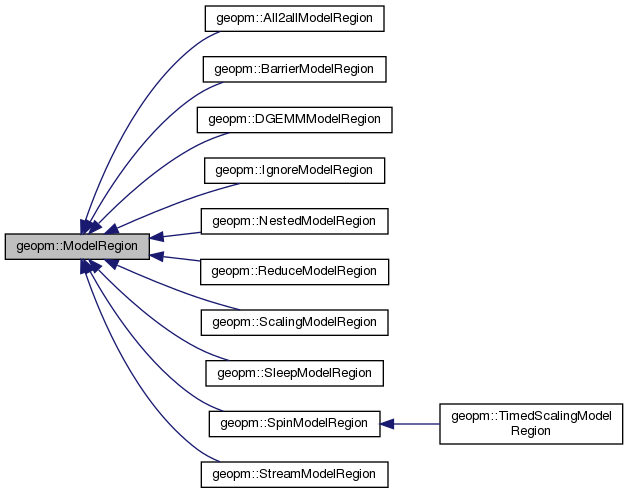 geopm::All2allModelRegion
geopm::BarrierModelRegion
geopm::DGEMMModelRegion
geopm::IgnoreModelRegion
geopm::NestedModelRegion
geopm::ModelRegion
geopm::ReduceModelRegion
geopm::ScalingModelRegion
geopm::SleepModelRegion
geopm::SpinModelRegion
geopm::TimedScalingModel
Region
geopm::StreamModelRegion